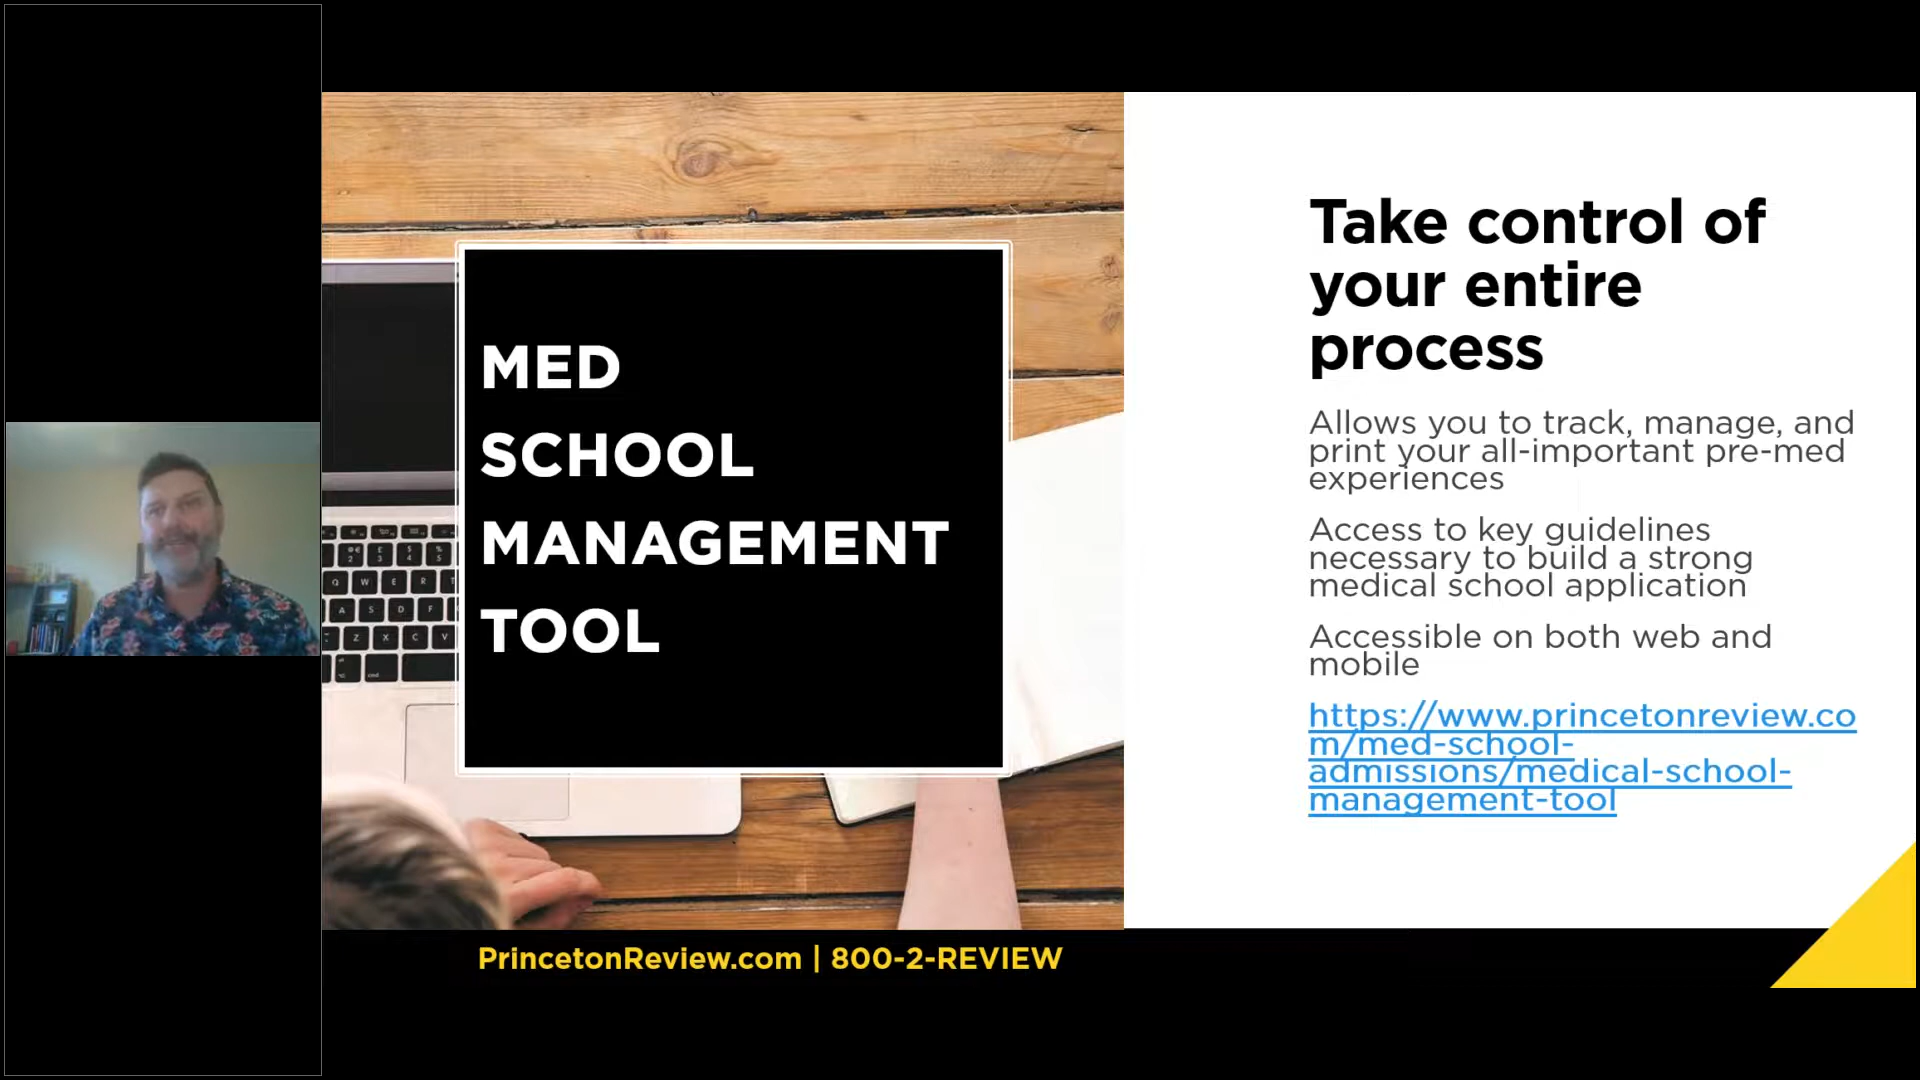 MED
SCHOOL
MANAGEMENT
TOOL
Take control of
your entire
process
Allows you to track, manage, and
print your all-important pre-med
experiences
Access to key guidelines
necessary to build a strong
medical school application
Accessible on both web and
mobile
https://www.princetonreview.co
m/med-school-
admissions/medical-school-
management-tool
PrincetonReview.com | 800-2-REVIEW